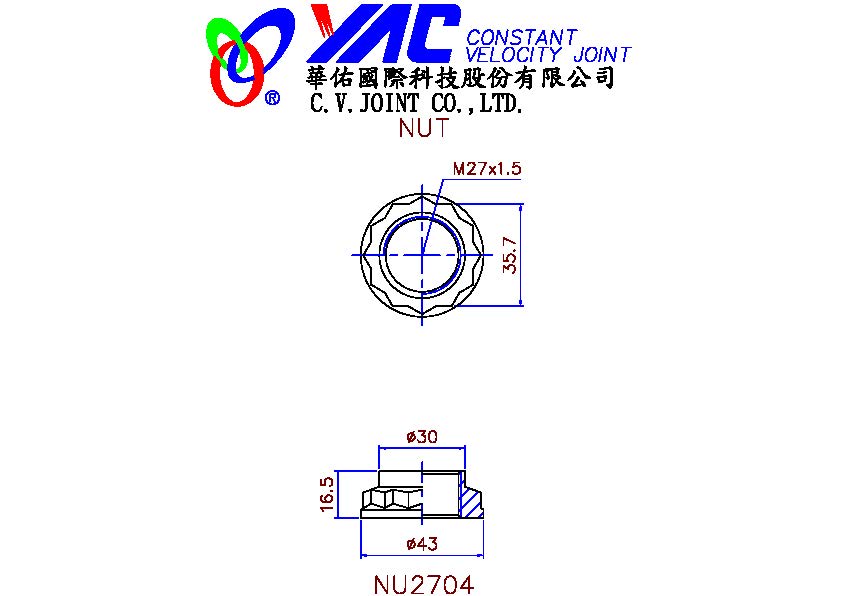 YAC CONSTANT
VELOCITY JOINT
華佑國際科技股份有限公司
®
C.V.JOINT CO.,LTD.
NUT
M27x1.5
35.7
ø30
16.5
ø43
NU2704